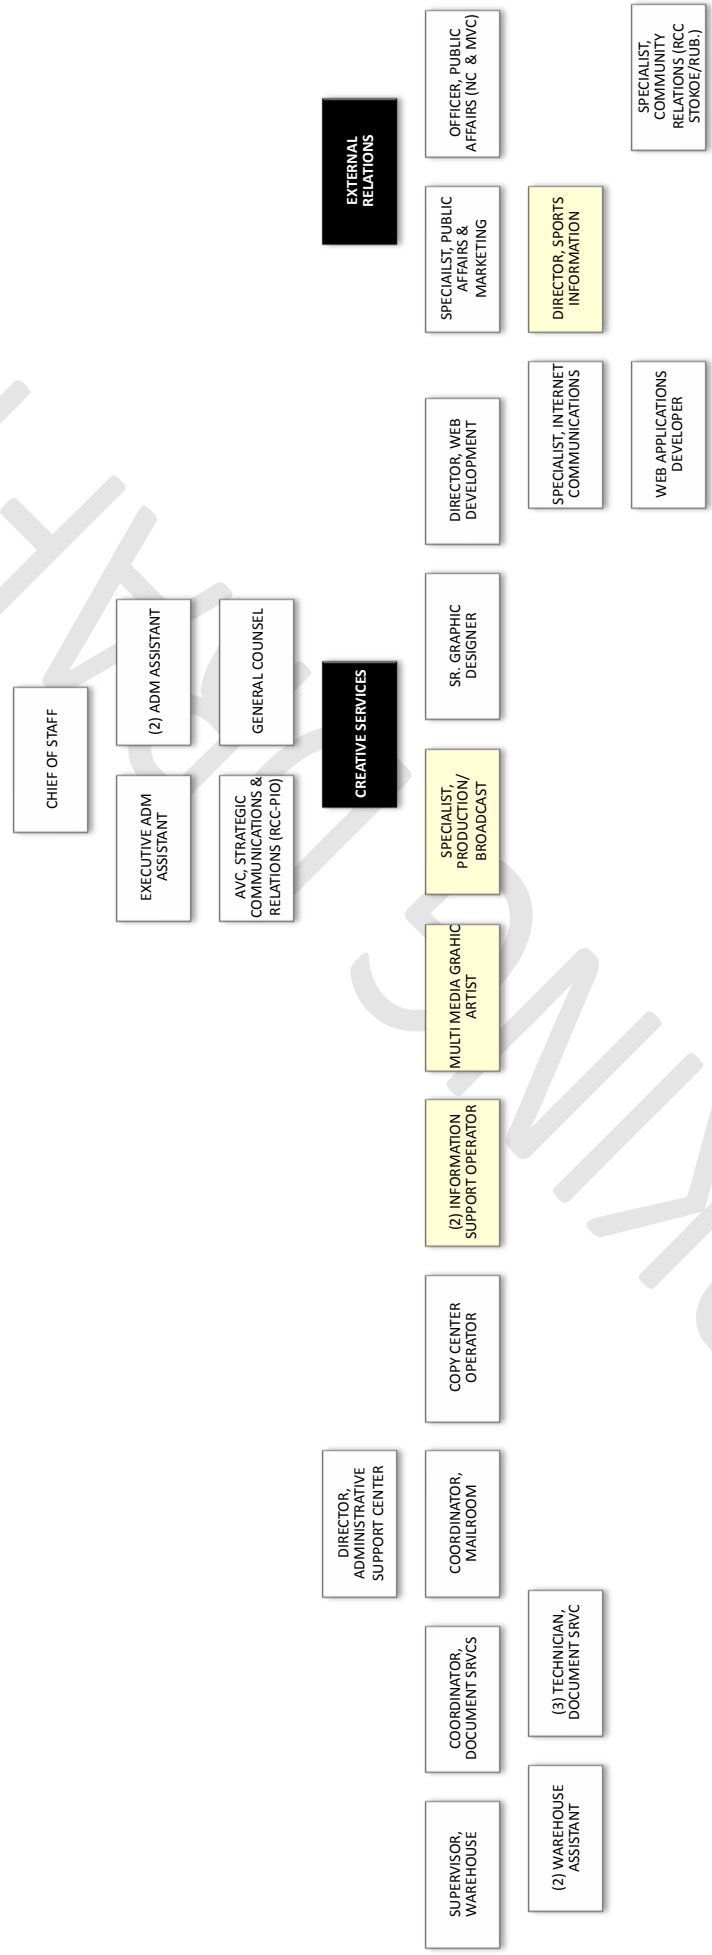 CHIEF OF STAFF
EXECUTIVE ADM
ASSISTANT
(2) ADM ASSISTANT
AVC, STRATEGIC
COMMUNICATIONS &
RELATIONS (RCC-PIO)
GENERAL COUNSEL
DIRECTOR,
ADMINISTRATIVE
SUPPORT CENTER
CREATIVE SERVICES
EXTERNAL
RELATIONS
SUPERVISOR,
WAREHOUSE
COORDINATOR,
DOCUMENT SRVCS
COORDINATOR,
MAILROOM
COPY CENTER
OPERATOR
(2) INFORMATION
SUPPORT OPERATOR
MULTI MEDIA GRAHIC
ARTIST
SPECIALIST,
PRODUCTION/
BROADCAST
SR. GRAPHIC
DESIGNER
DIRECTOR, WEB
DEVELOPMENT
SPECIAILST, PUBLIC
AFFAIRS &
MARKETING
OFFICER, PUBLIC
AFFAIRS (NC & MVC)
(2) WAREHOUSE
ASSISTANT
(3) TECHNICIAN,
DOCUMENT SRVC
SPECIALIST, INTERNET
COMMUNICATIONS
DIRECTOR, SPORTS
INFORMATION
WEB APPLICATIONS
DEVELOPER
SPECIALIST,
COMMUNITY
RELATIONS (RCC
STOKOE/RUB.)